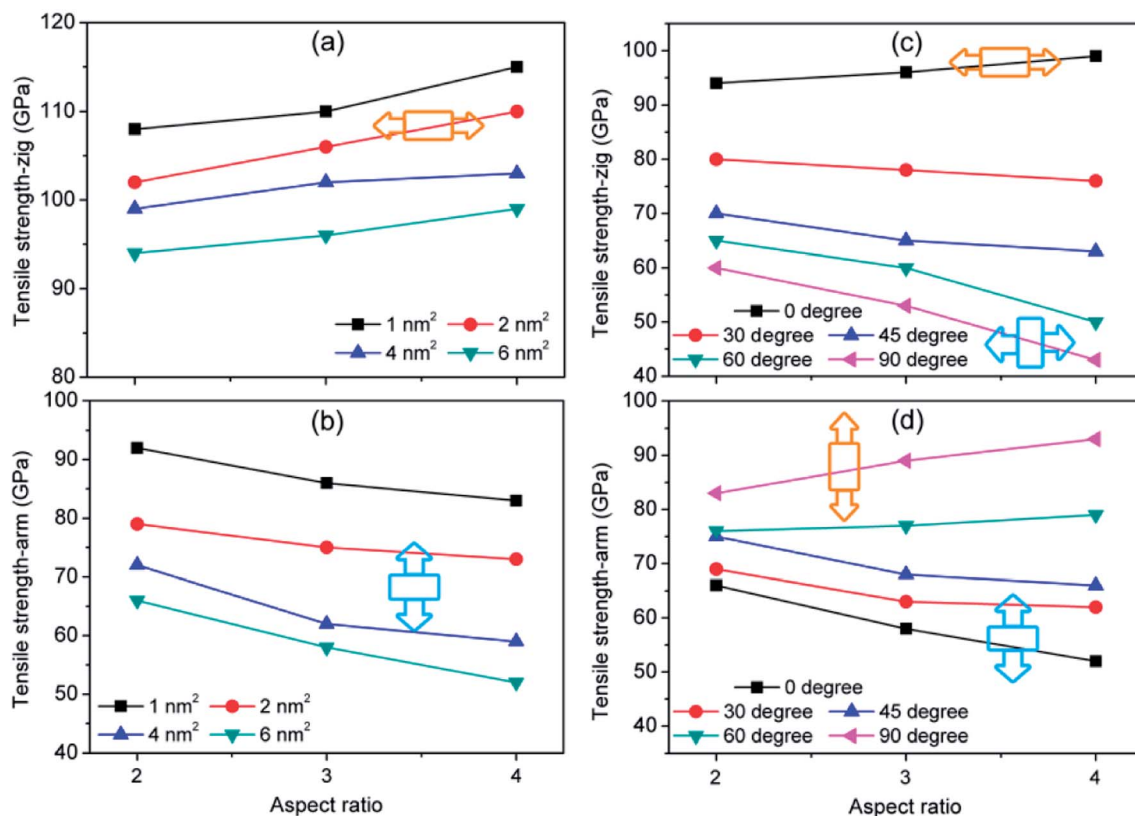 (a)
Tensile strength-zig (GPa)
120
110
100
90
80
1 nm² 2 nm²
4 nm² 6 nm²
(c)
Tensile strength-zig (GPa)
100
90
80
70
60
50
40
0 degree
30 degree 45 degree
60 degree 90 degree
(b)
Tensile strength-arm (GPa)
100
90
80
70
60
50
40
1 nm² 2 nm²
4 nm² 6 nm²
2 3 4
Aspect ratio
(d)
Tensile strength-arm (GPa)
100
90
80
70
60
50
40
0 degree
30 degree 45 degree
60 degree 90 degree
2 3 4
Aspect ratio